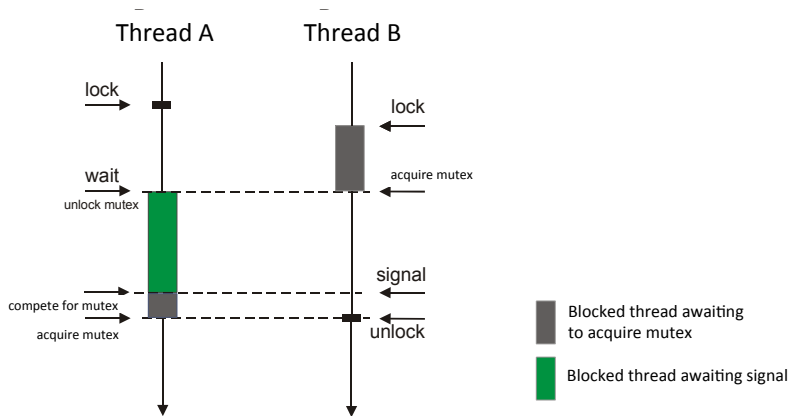 Thread A
Thread B
lock
lock
wait
acquire mutex
unlock mutex
signal
compete for mutex
acquire mutex
unlock
Blocked thread awaiting
to acquire mutex
Blocked thread awaiting signal